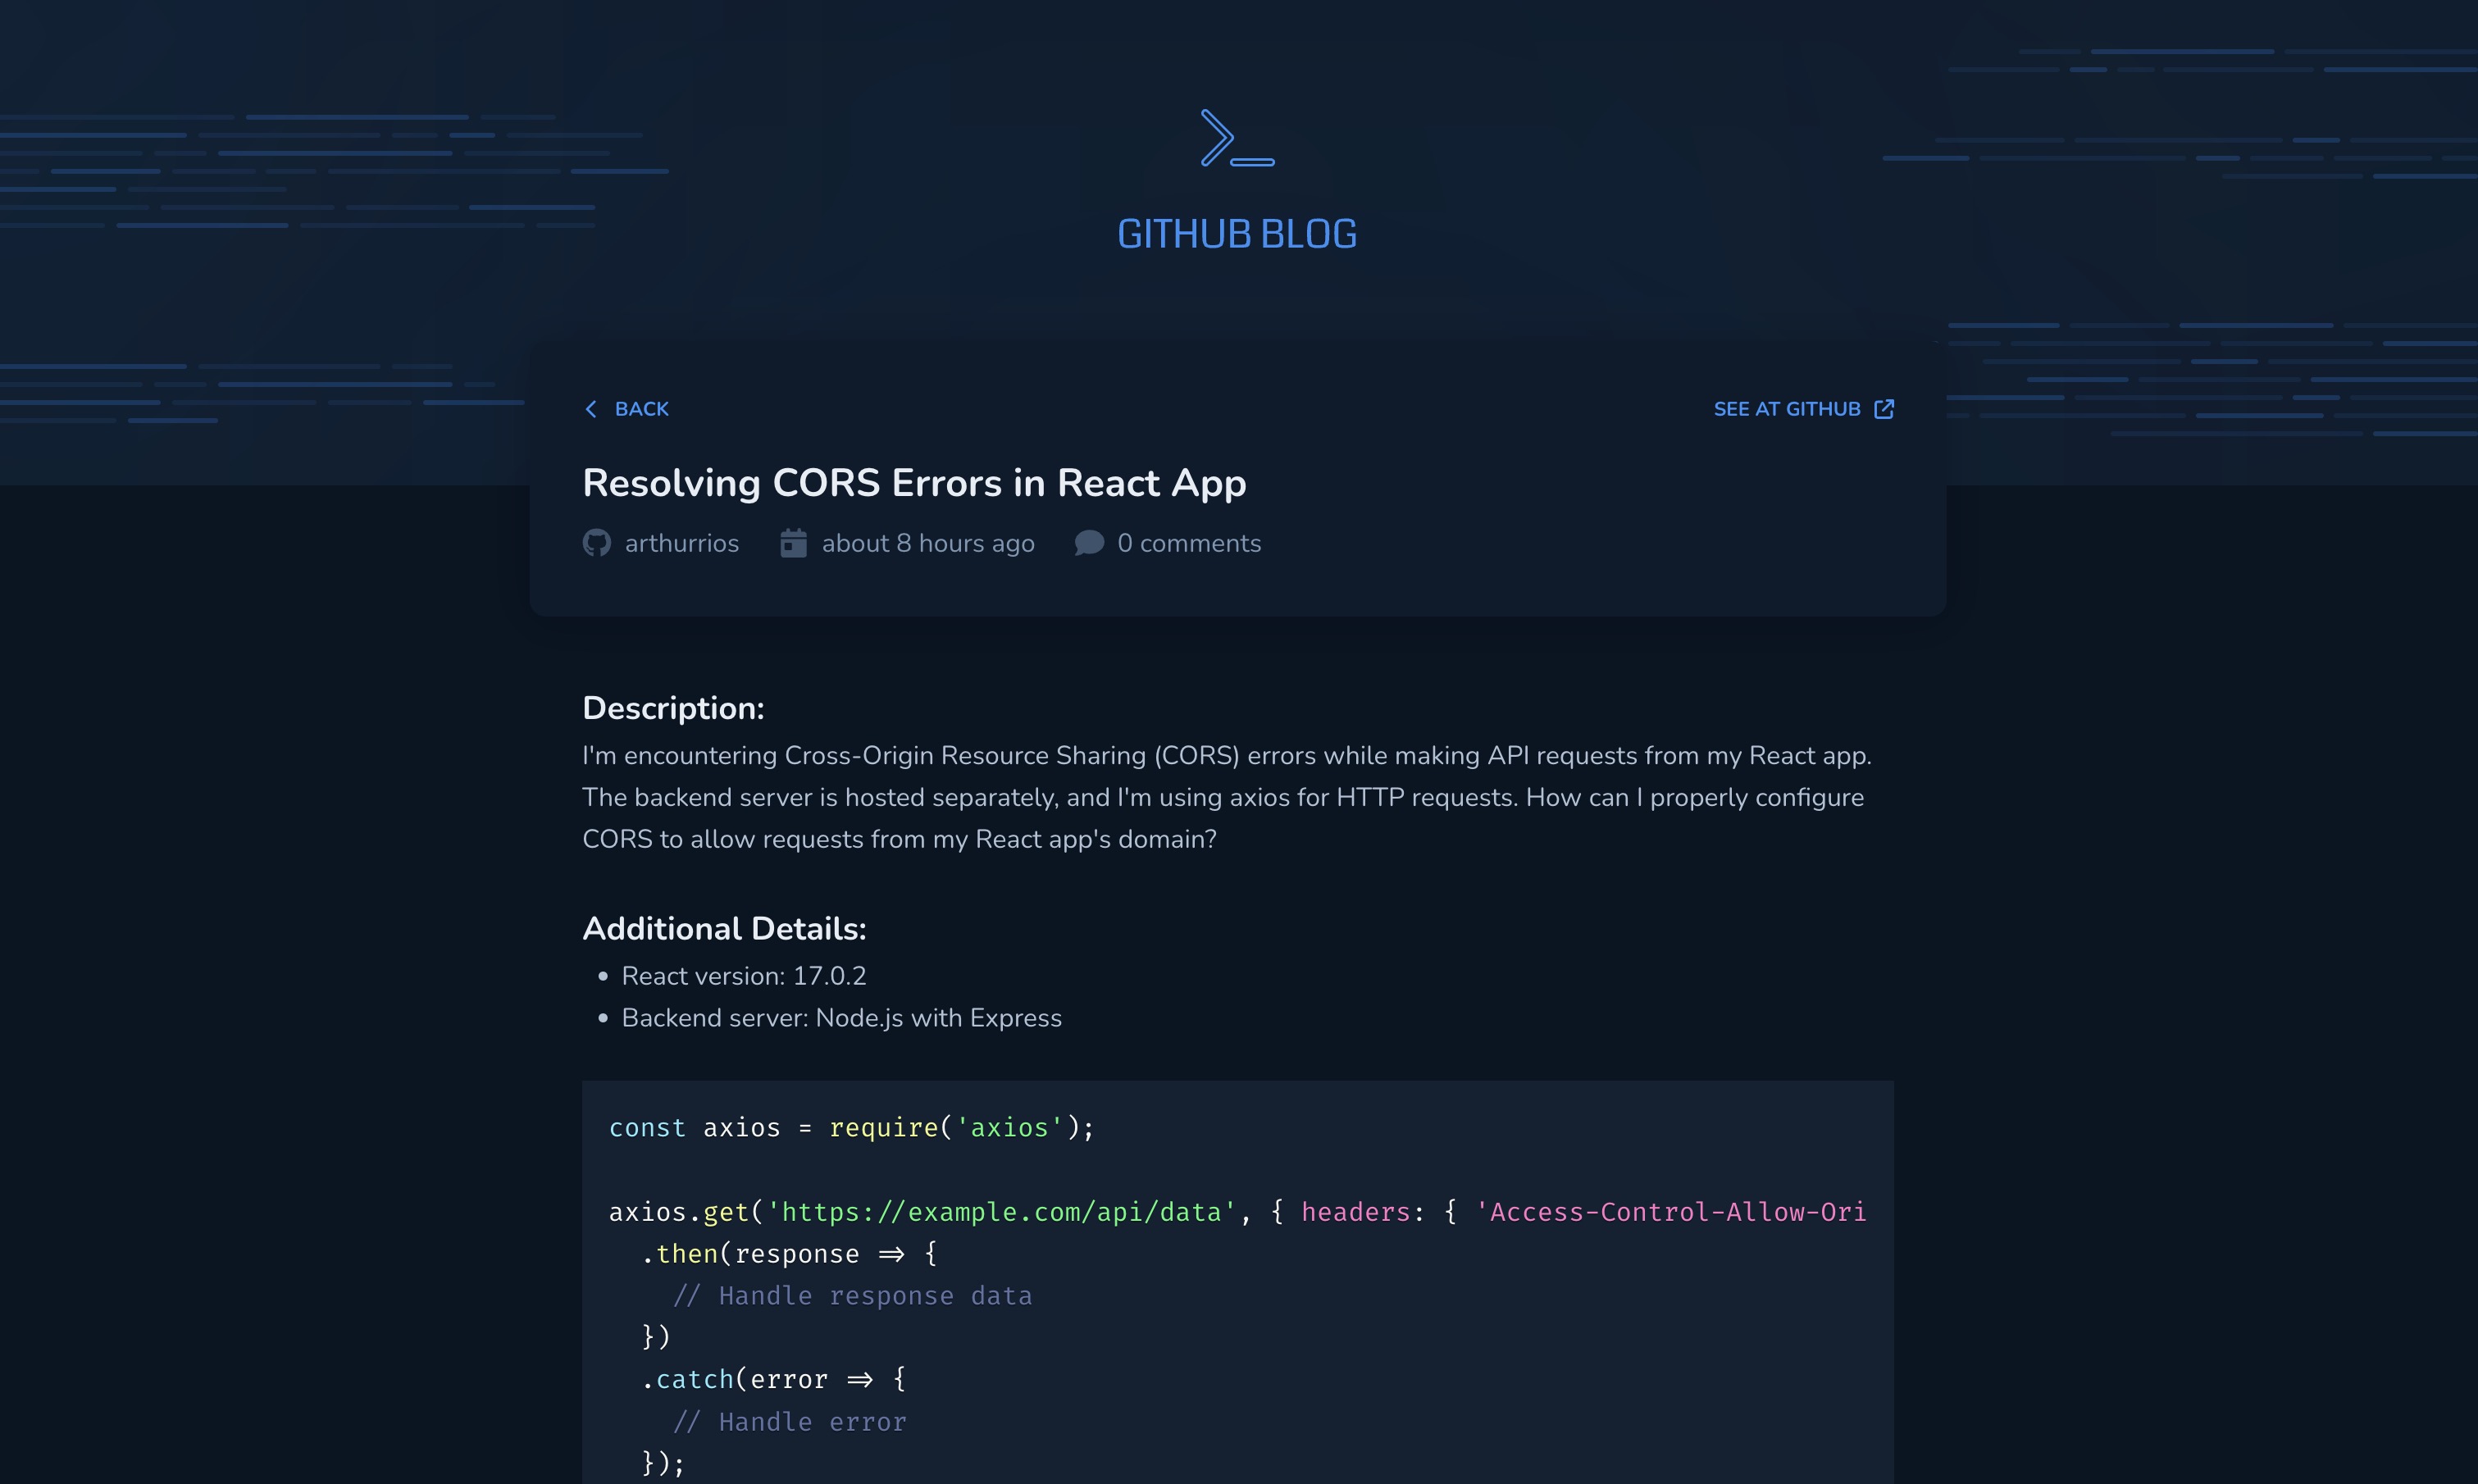 GITHUB BLOG
BACK
SEE AT GITHUB
Resolving CORS Errors in React App
arthurrios about 8 hours ago 0 comments
Description:
I'm encountering Cross-Origin Resource Sharing (CORS) errors while making API requests from my React app.
The backend server is hosted separately, and I'm using axios for HTTP requests. How can I properly configure
CORS to allow requests from my React app's domain?
Additional Details:
• React version: 17.0.2
• Backend server: Node.js with Express
const axios = require('axios');
axios.get('https://example.com/api/data', { headers: { 'Access-Control-Allow-Ori
  .then(response => {
    // Handle response data
  })
  .catch(error => {
    // Handle error
  });